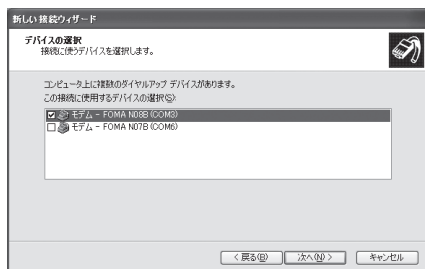 新しい接続ウィザード
デバイスの選択
接続に使うデバイスを選択します。
コンピュータ上に複数のダイヤルアップ デバイスがあります。
この接続に使用するデバイスの選択(S):
モデム - FOMA N08B (COM3)
モデム - FOMA N07B (COM6)
< 戻る(B)
次へ(N) >
キャンセル